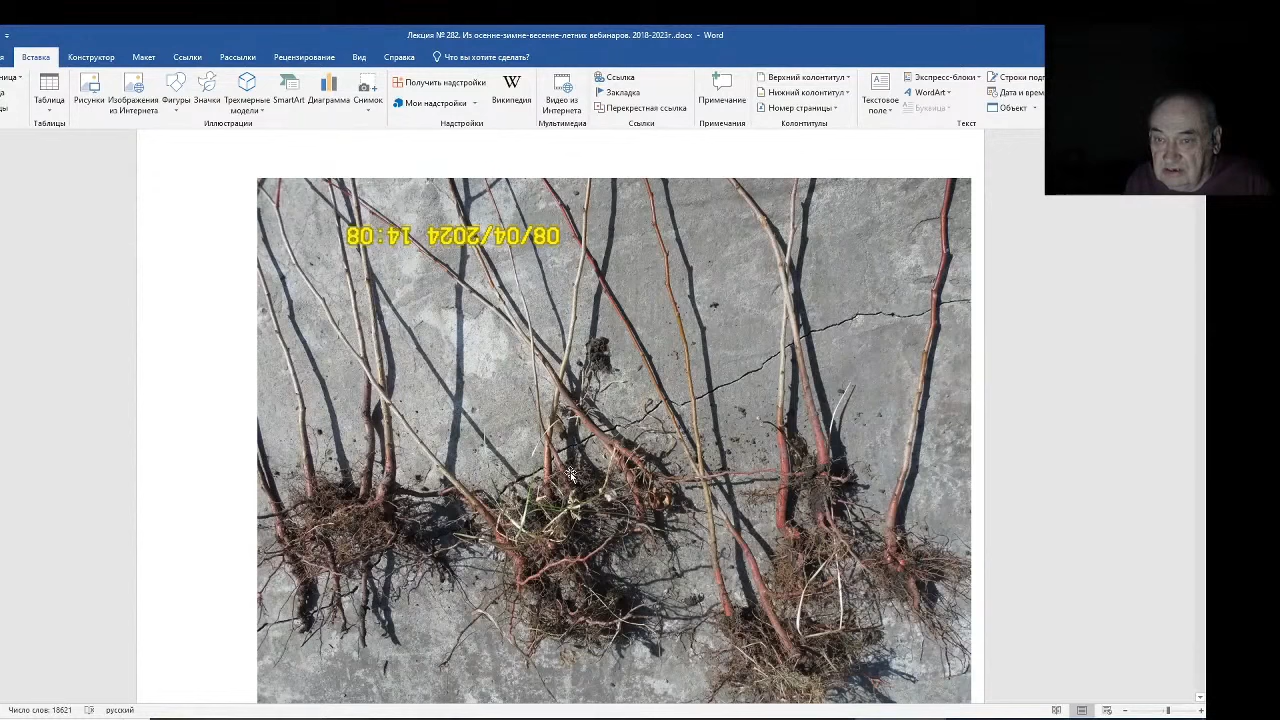 Лекция № 282. Из осенне-зимне-весенне-летних вебинаров. 2018-2023г..docx - Word
Вставка Конструктор Макет Ссылки Рассылки Рецензирование Вид Справка Что вы хотите сделать?
Таблица
Рисунки
Изображения из Интернета
Фигуры
Значки
Трехмерные модели
SmartArt
Диаграмма
Снимок
Получить надстройки
Мои надстройки
W
Википедия
Видео из Интернета
Ссылка
Закладка
Перекрестная ссылка
Примечание
Верхний колонтитул
Нижний колонтитул
Номер страницы
Текстовое поле
Экспресс-блоки
WordArt
Буквица
Объект
Таблицы Иллюстрации Надстройки Мультимедиа Ссылки Примечания Колонтитулы Текст
08/04/2024 14:08
Число слов: 18621 русский